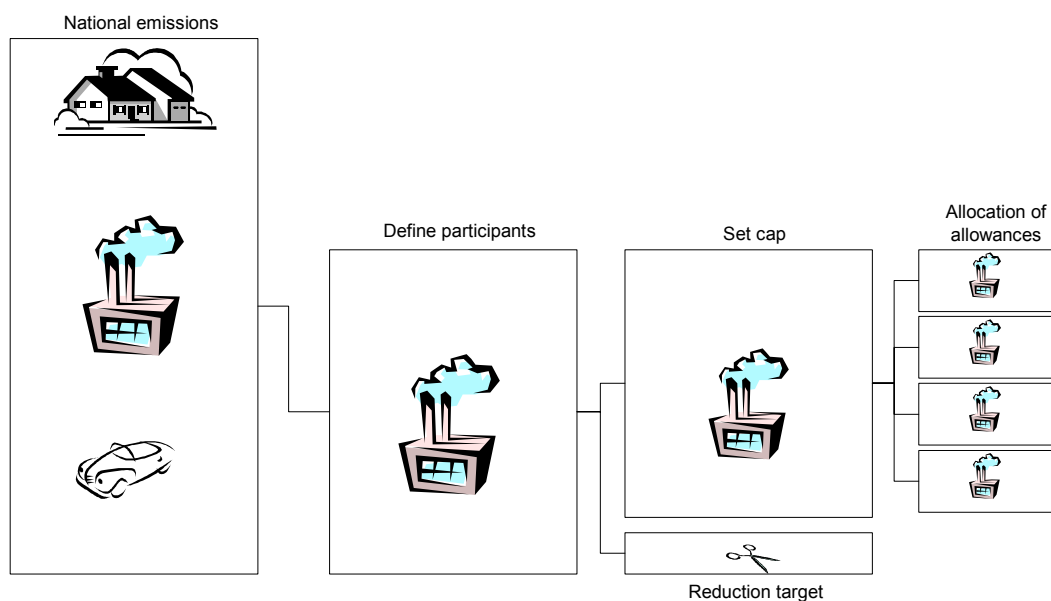 National emissions
Define participants
Set cap
Allocation of
allowances
Reduction target